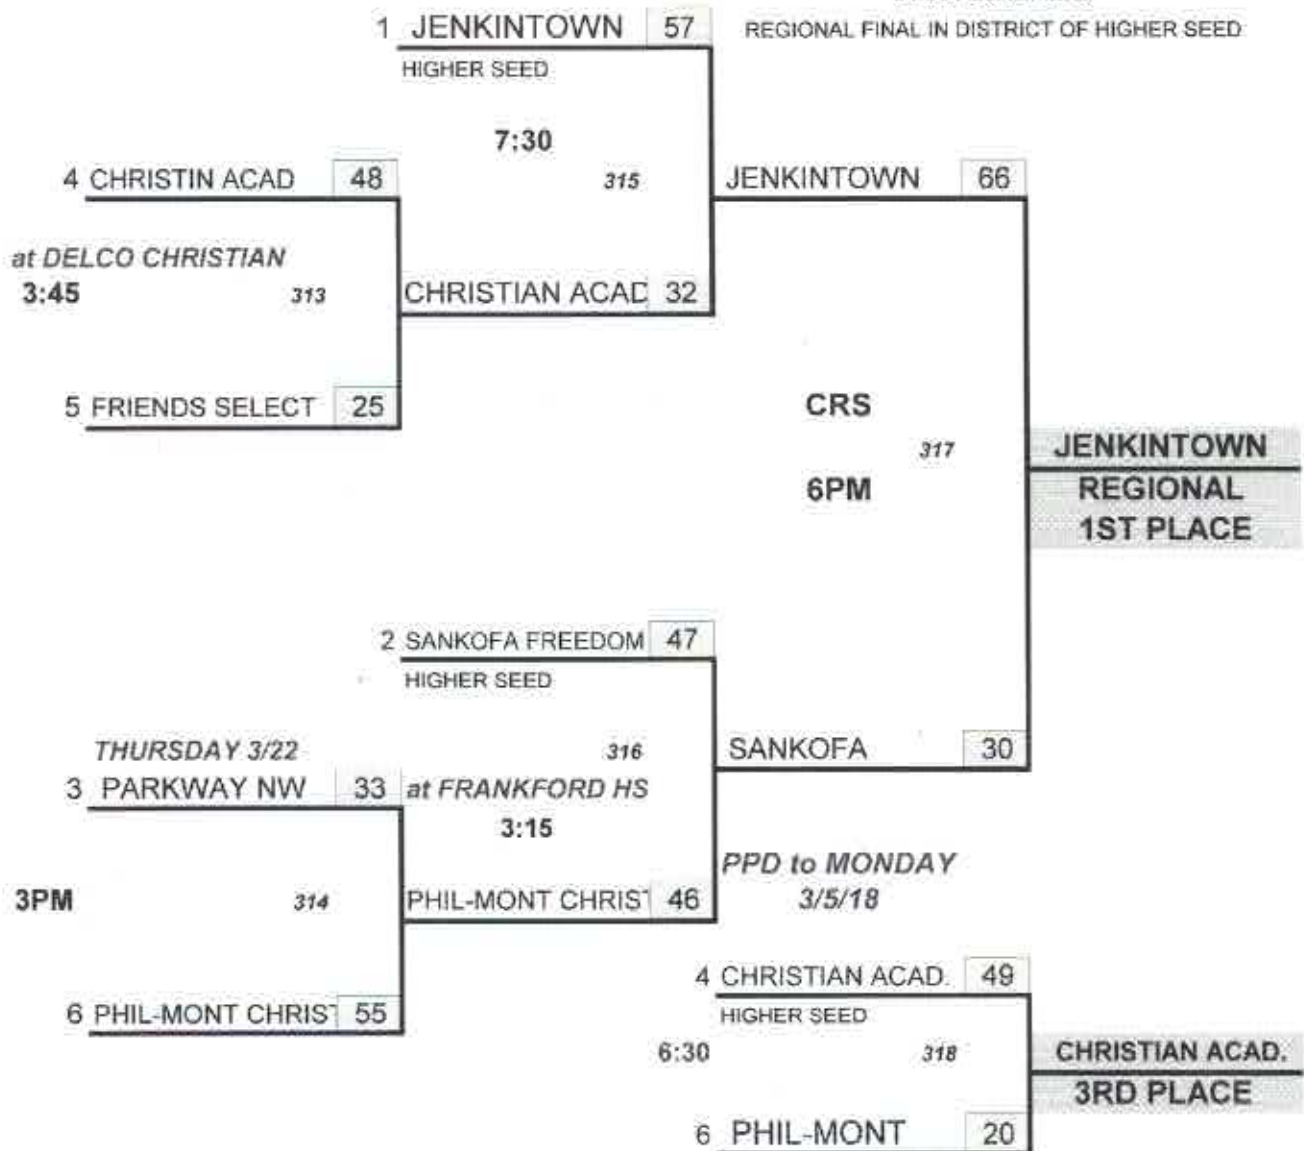 1 JENKINTOWN 57
REGIONAL FINAL IN DISTRICT OF HIGHER SEED
HIGHER SEED
7:30
4 CHRISTIN ACAD 48
315
JENKINTOWN 66
at DELCO CHRISTIAN
3:45
313
CHRISTIAN ACAD 32
5 FRIENDS SELECT 25
CRS
317
6PM
JENKINTOWN
REGIONAL
1ST PLACE
2 SANKOFA FREEDOM 47
HIGHER SEED
THURSDAY 3/22
316
SANKOFA 30
3 PARKWAY NW 33
at FRANKFORD HS
3:15
PPD to MONDAY
3/5/18
3PM
314
PHIL-MONT CHRIST 46
6 PHIL-MONT CHRIST 55
4 CHRISTIAN ACAD. 49
HIGHER SEED
6:30
318
CHRISTIAN ACAD.
3RD PLACE
6 PHIL-MONT 20